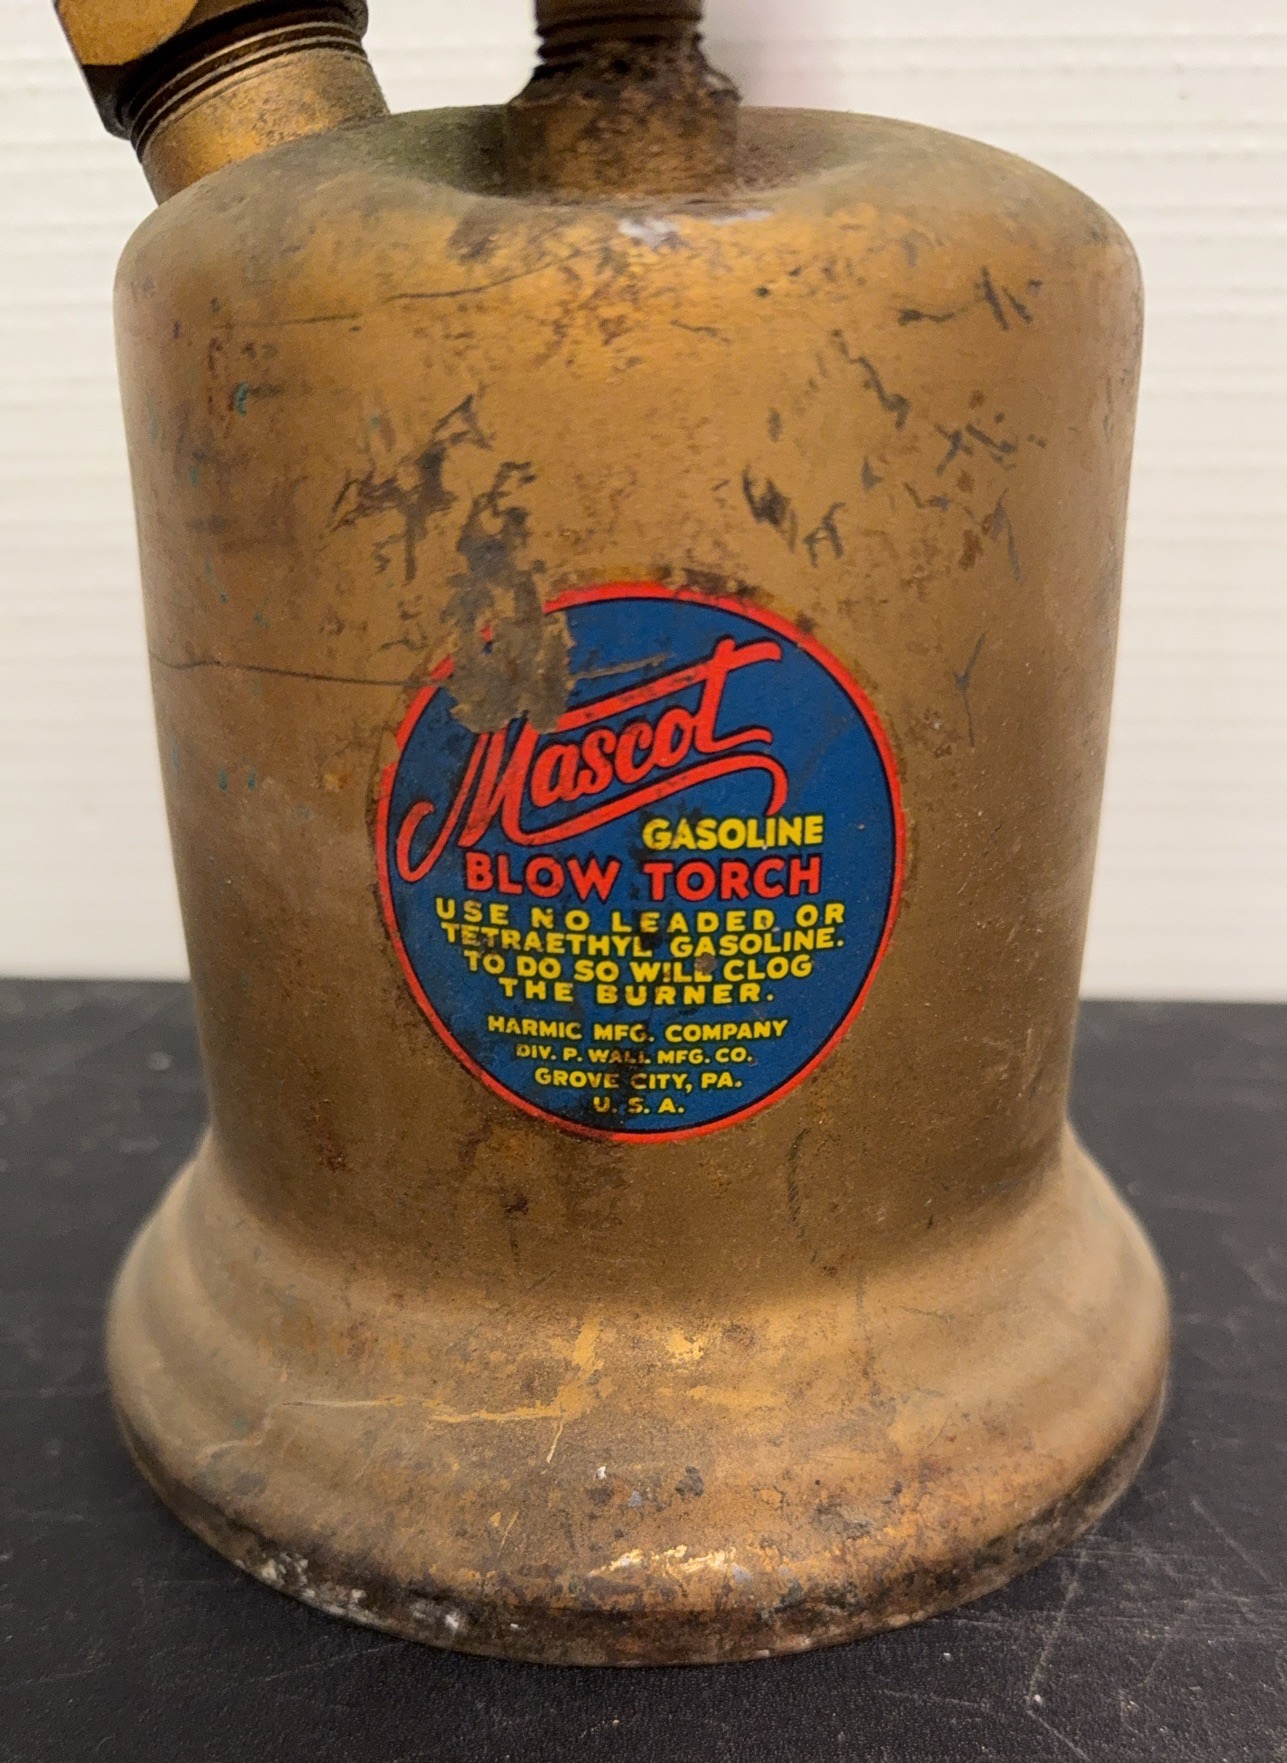 Mascot
GASOLINE
BLOW TORCH
USE NO LEADED OR
TETRAETHYL GASOLINE.
TO DO SO WILL CLOG
THE BURNER.
HARMIC MFG. COMPANY
DIV. P. WALL MFG. CO.
GROVE CITY, PA.
U. S. A.